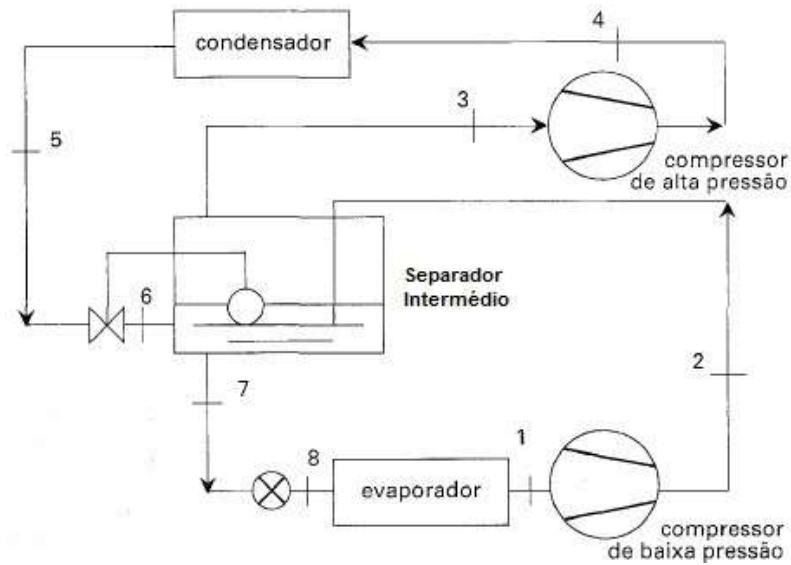 4
condensador
3
5
compressor
de alta pressão
Separador
Intermédio
6
2
7
8
1
evaporador
compressor
de baixa pressão